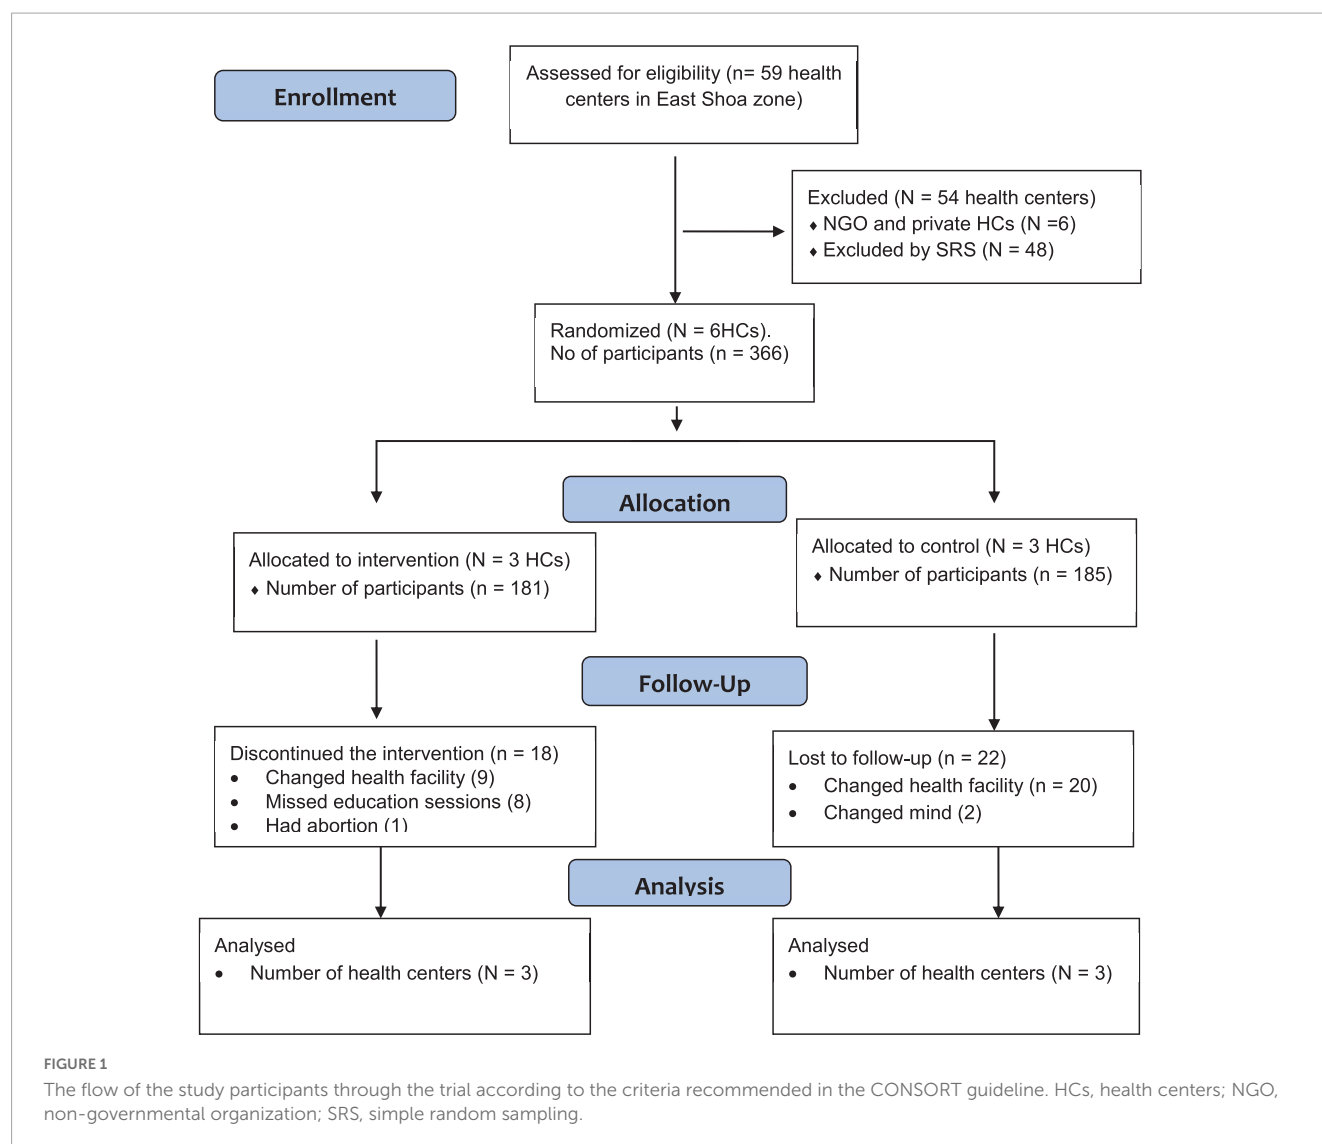 Enrollment
Assessed for eligibility (n= 59 health
centers in East Shoa zone)
Excluded (N = 54 health centers)
♦ NGO and private HCs (N =6)
♦ Excluded by SRS (N = 48)
Randomized (N = 6HCs).
No of participants (n = 366)
Allocation
Allocated to intervention (N = 3 HCs)
♦ Number of participants (n = 181)
Allocated to control (N = 3 HCs)
♦ Number of participants (n = 185)
Follow-Up
Discontinued the intervention (n = 18)
• Changed health facility (9)
• Missed education sessions (8)
• Had abortion (1)
Lost to follow-up (n = 22)
• Changed health facility (n = 20)
• Changed mind (2)
Analysis
Analysed
• Number of health centers (N = 3)
Analysed
• Number of health centers (N = 3)
FIGURE 1
The flow of the study participants through the trial according to the criteria recommended in the CONSORT guideline. HCs, health centers; NGO,
non-governmental organization; SRS, simple random sampling.